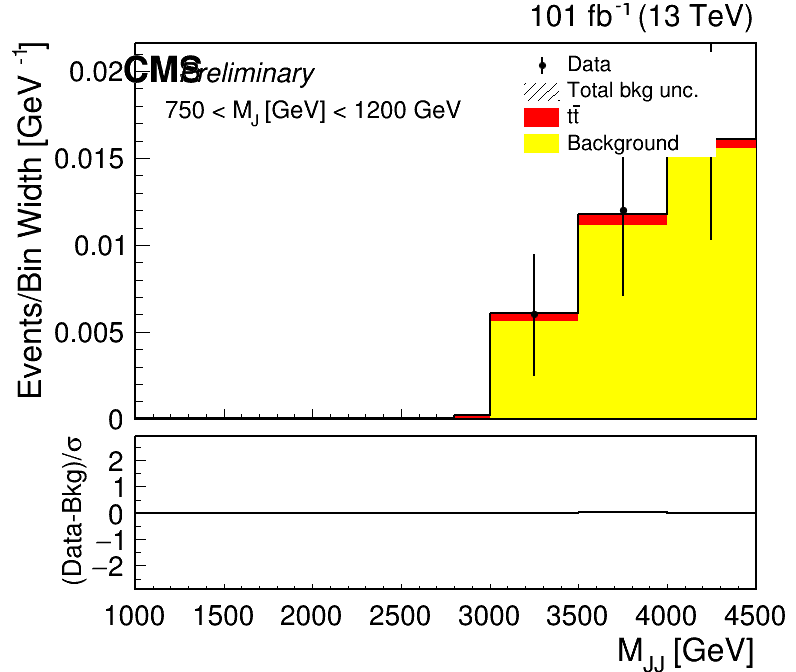 101 fb⁻¹ (13 TeV)
CMS Preliminary
750 < M_J [GeV] < 1200 GeV
Data
Total bkg unc.
tt̄
Background
Events/Bin Width [GeV⁻¹]
0.02
0.015
0.01
0.005
0
(Data-Bkg)/σ
2
1
0
−1
−2
1000 1500 2000 2500 3000 3500 4000 4500
M_JJ [GeV]